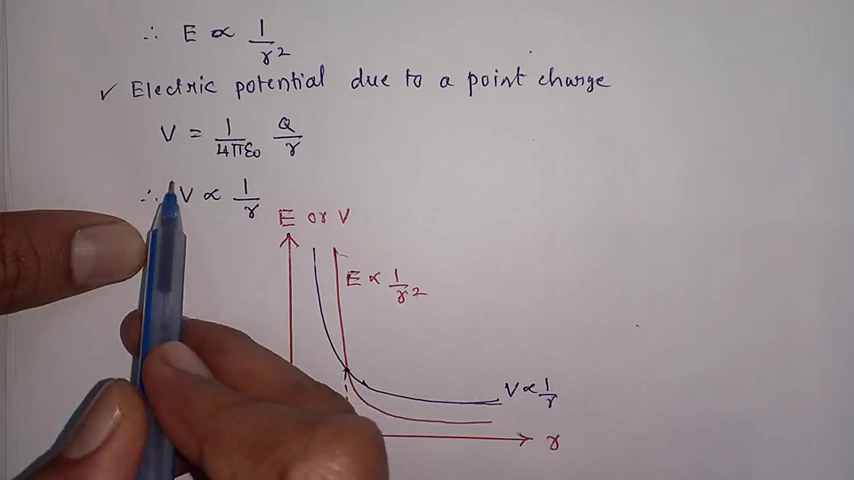 ∴ E ∝ 1/r²
✓ Electric potential due to a point charge
V = 1/4πε₀ Q/r
∴ V ∝ 1/r
E or V
E ∝ 1/r²
V ∝ 1/r
r